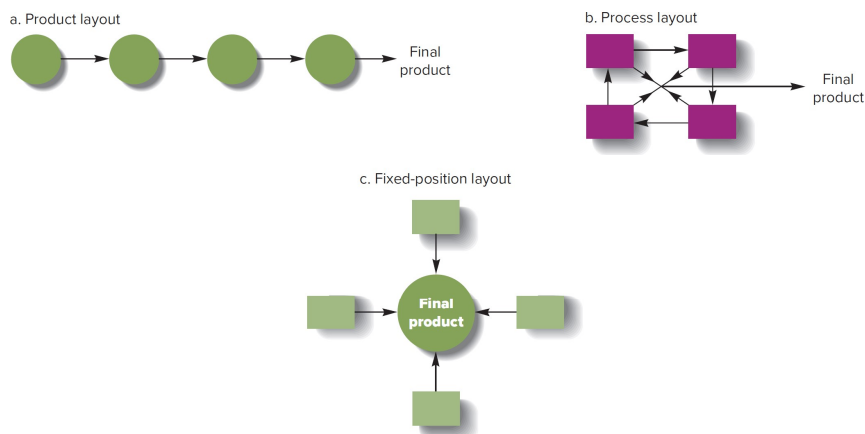 a. Product layout
Final
product
b. Process layout
Final
product
c. Fixed-position layout
Final
product